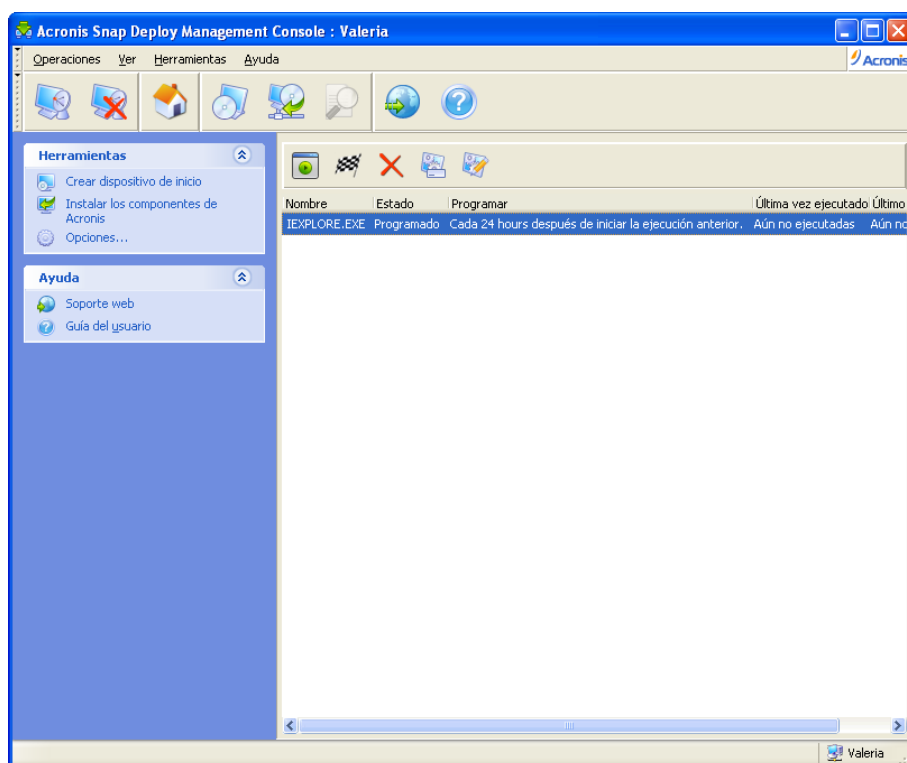 Acronis Snap Deploy Management Console : Valeria
Operaciones Ver Herramientas Ayuda
Acronis
Herramientas
Crear dispositivo de inicio
Instalar los componentes de
Acronis
Opciones...
Ayuda
Soporte web
Guía del usuario
Nombre Estado Programar Última vez ejecutado Último
IEXPLORE.EXE Programado Cada 24 hours después de iniciar la ejecución anterior. Aún no ejecutadas Aún no
Valeria